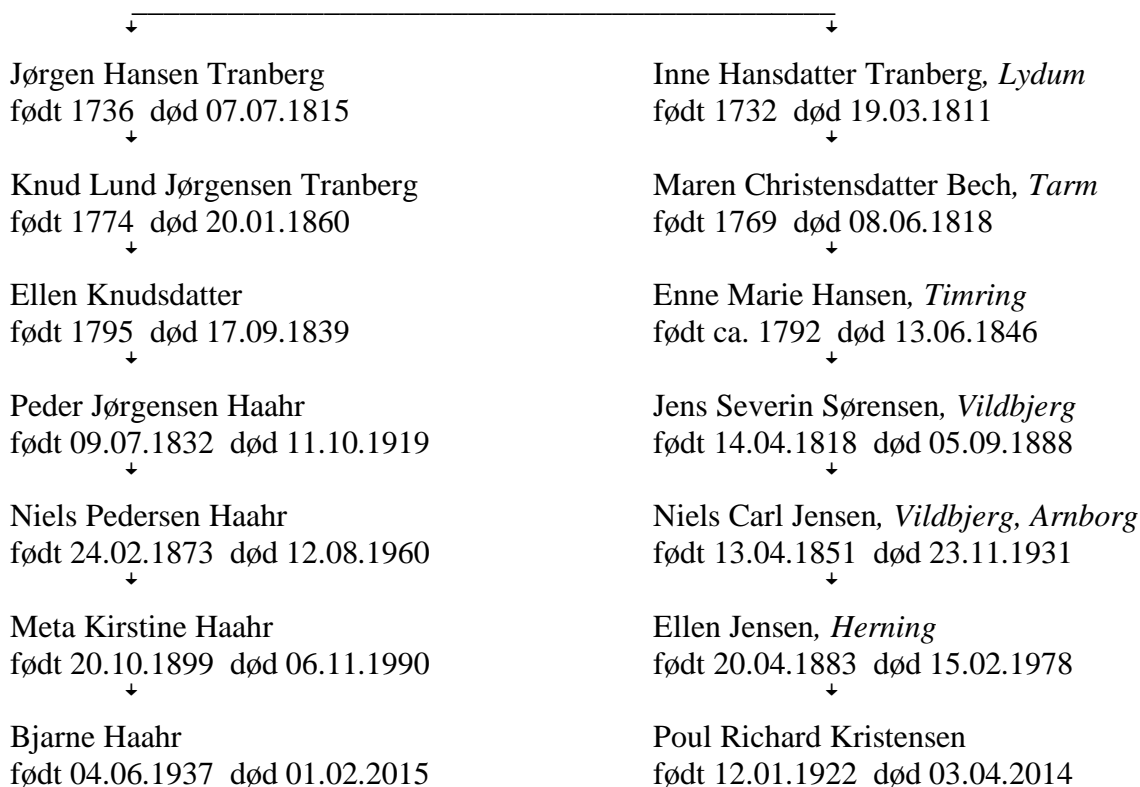 Jørgen Hansen Tranberg
født 1736 død 07.07.1815
Inne Hansdatter Tranberg, Lydum
født 1732 død 19.03.1811
Knud Lund Jørgensen Tranberg
født 1774 død 20.01.1860
Maren Christensdatter Bech, Tarm
født 1769 død 08.06.1818
Ellen Knudsdatter
født 1795 død 17.09.1839
Enne Marie Hansen, Timring
født ca. 1792 død 13.06.1846
Peder Jørgensen Haahr
født 09.07.1832 død 11.10.1919
Jens Severin Sørensen, Vildbjerg
født 14.04.1818 død 05.09.1888
Niels Pedersen Haahr
født 24.02.1873 død 12.08.1960
Niels Carl Jensen, Vildbjerg, Arnborg
født 13.04.1851 død 23.11.1931
Meta Kirstine Haahr
født 20.10.1899 død 06.11.1990
Ellen Jensen, Herning
født 20.04.1883 død 15.02.1978
Bjarne Haahr
født 04.06.1937 død 01.02.2015
Poul Richard Kristensen
født 12.01.1922 død 03.04.2014